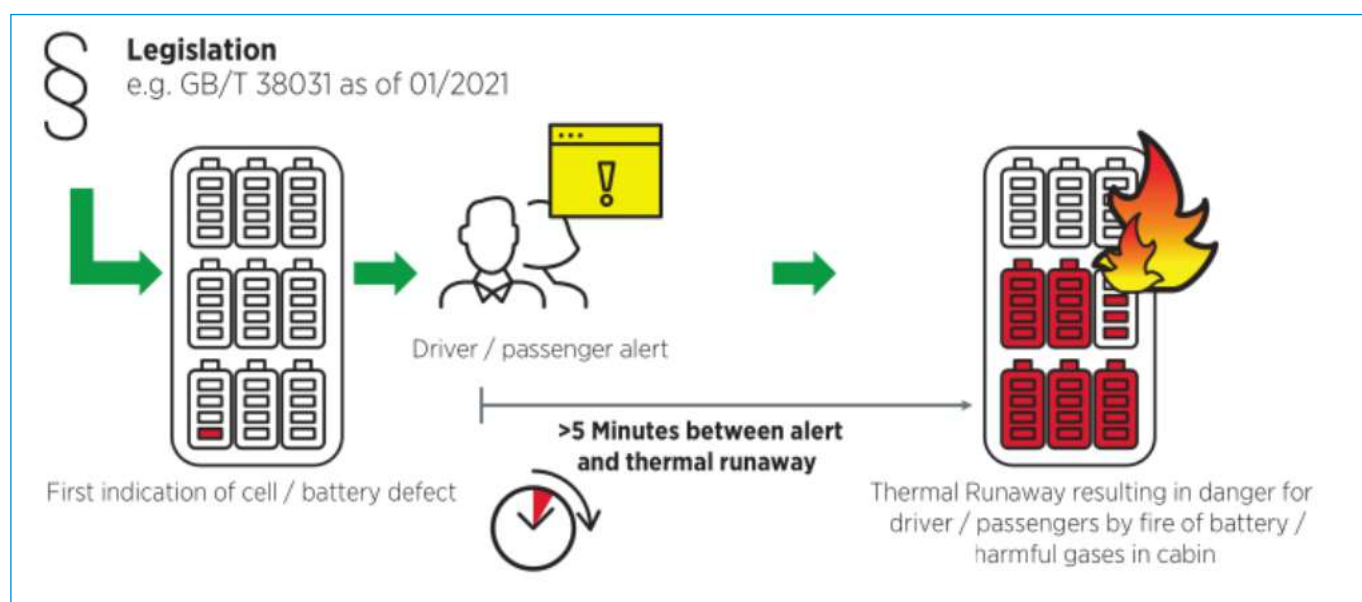 Legislation
e.g. GB/T 38031 as of 01/2021
Driver / passenger alert
>5 Minutes between alert
and thermal runaway
First indication of cell / battery defect
Thermal Runaway resulting in danger for
driver / passengers by fire of battery /
harmful gases in cabin